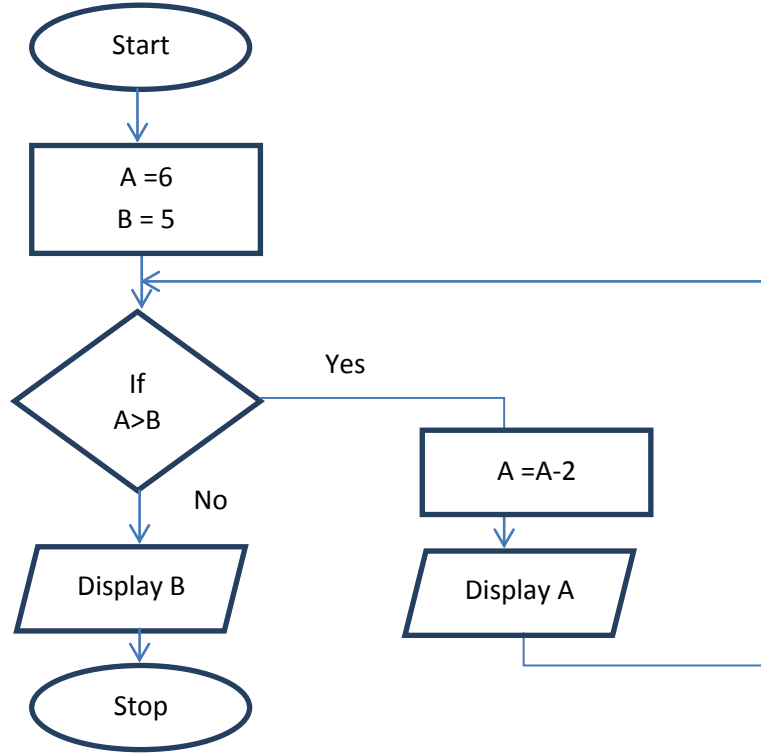 Start
A =6
B = 5
If
A>B
Yes
No
A =A-2
Display B
Display A
Stop